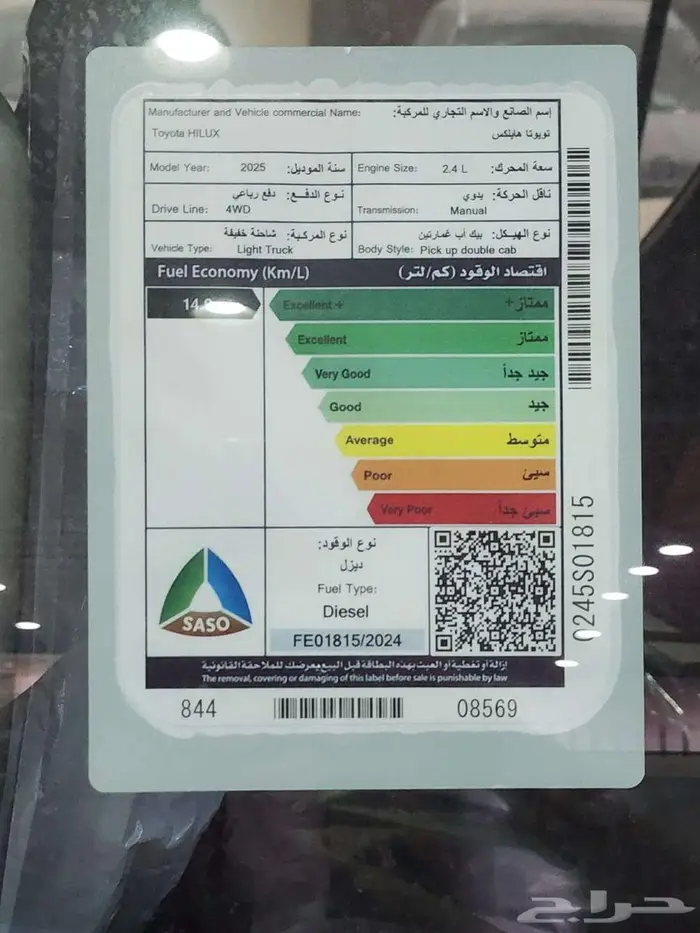 Manufacturer and Vehicle commercial Name: إسم الصانع والاسم التجاري للمركبة:
Toyota HILUX تويوتا هايلكس
Model Year: 2025 سنة الموديل:
Engine Size: 2.4 L سعة المحرك:
نوع الدفع: دفع رباعي
Drive Line: 4WD
ناقل الحركة: يدوي
Transmission: Manual
نوع المركبة: شاحنة خفيفة
Vehicle Type: Light Truck
نوع الهيكل: بيك أب غمارتين
Body Style: Pick up double cab
Fuel Economy (Km/L) اقتصاد الوقود (كم/لتر)
Excellent+ ممتاز+
Excellent ممتاز
Very Good جيد جداً
Good جيد
Average متوسط
Poor سيئ
Very Poor سيئ جداً
SASO
نوع الوقود:
ديزل
Fuel Type:
Diesel
FE01815/2024
إزالة أو تغطية أو العبث بهذه البطاقة قبل البيع يعرضك للملاحقة القانونية
The removal, covering or damaging of this label before sale is punishable by law
844 08569
0245S01815
حراج